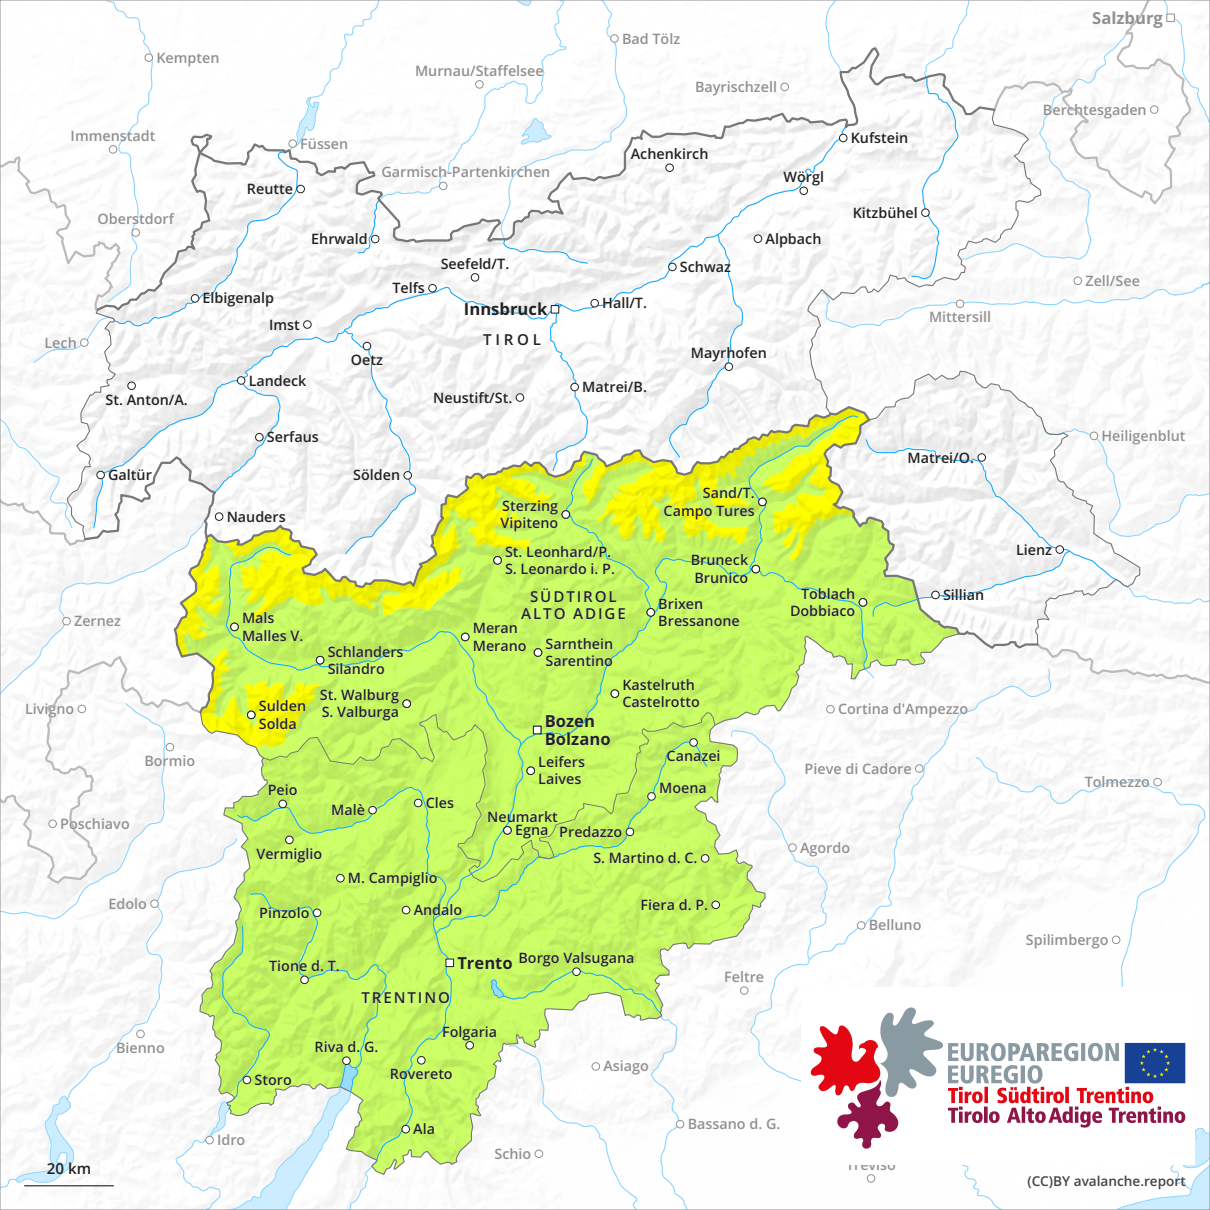 Salzburg
Bad Tölz
Kempten
Murnau/Staffelsee
Bayrischzell
Berchtesgaden
Immenstadt
Füssen
Kufstein
Achenkirch
Garmisch-Partenkirchen
Wörgl
Reutte
Oberstdorf
Kitzbühel
Ehrwald
Alpbach
Seefeld/T.
Schwaz
Zell/See
Telfs
Elbigenalp
Hall/T.
Innsbruck
Mittersill
Imst
TIROL
Lech
Oetz
Mayrhofen
Landeck
Matrei/B.
St. Anton/A.
Neustift/St.
Serfaus
Heiligenblut
Matrei/O.
Galtür
Sölden
Sand/T.
Campo Tures
Sterzing
Vipiteno
Nauders
Lienz
St. Leonhard/P.
S. Leonardo i. P.
Bruneck
Brunico
SÜDTIROL
ALTO ADIGE
Toblach
Dobbiaco
Sillian
Brixen
Bressanone
Zernez
Mals
Malles V.
Meran
Merano
Sarnthein
Sarentino
Schlanders
Silandro
Kastelruth
Castelrotto
St. Walburg
S. Valburga
Livigno
Sulden
Solda
Cortina d'Ampezzo
Bozen
Bolzano
Bormio
Canazei
Leifers
Laives
Pieve di Cadore
Tolmezzo
Peio
Moena
Malè
Cles
Neumarkt
Egna
Predazzo
Poschiavo
Vermiglio
S. Martino d. C.
Agordo
M. Campiglio
Edolo
Pinzolo
Andalo
Fiera d. P.
Belluno
Spilimbergo
Trento
Borgo Valsugana
Tione d. T.
Feltre
TRENTINO
Folgaria
Bienno
Riva d. G.
Rovereto
Asiago
Storo
EUROPAREGION
EUREGIO
Tirol Südtirol Trentino
Tirolo Alto Adige Trentino
Ala
Bassano d. G.
Idro
Schio
Treviso
20 km
(CC)BY avalanche.report